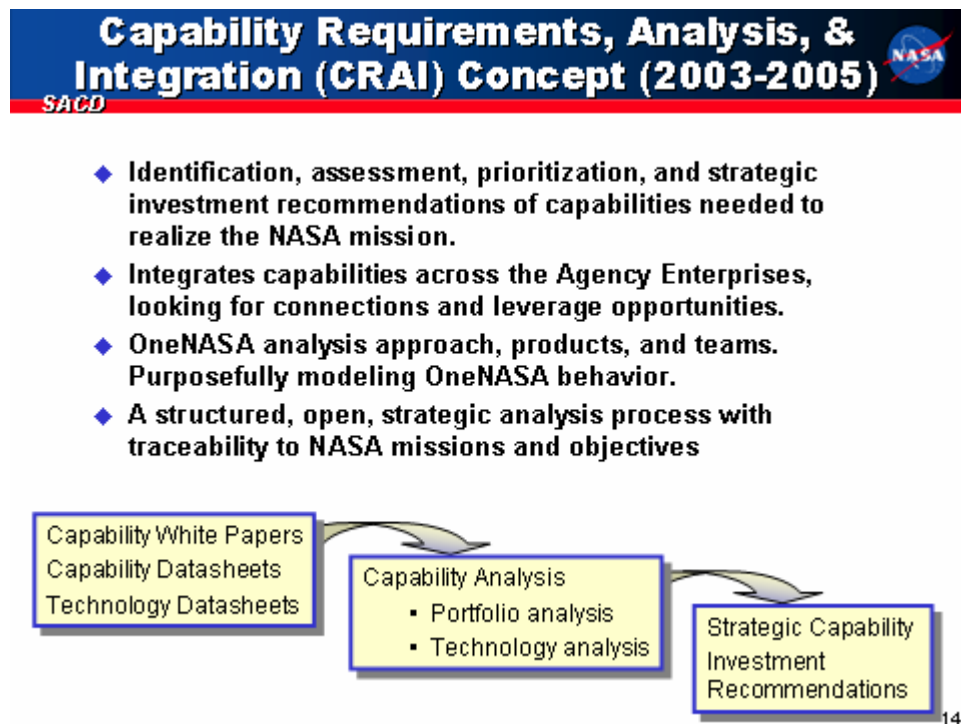 Capability Requirements, Analysis, &
Integration (CRAI) Concept (2003-2005)
NASA
SACD
Identification, assessment, prioritization, and strategic
investment recommendations of capabilities needed to
realize the NASA mission.
Integrates capabilities across the Agency Enterprises,
looking for connections and leverage opportunities.
OneNASA analysis approach, products, and teams.
Purposefully modeling OneNASA behavior.
A structured, open, strategic analysis process with
traceability to NASA missions and objectives
Capability White Papers
Capability Datasheets
Technology Datasheets
Capability Analysis
▪ Portfolio analysis
▪ Technology analysis
Strategic Capability
Investment
Recommendations
14